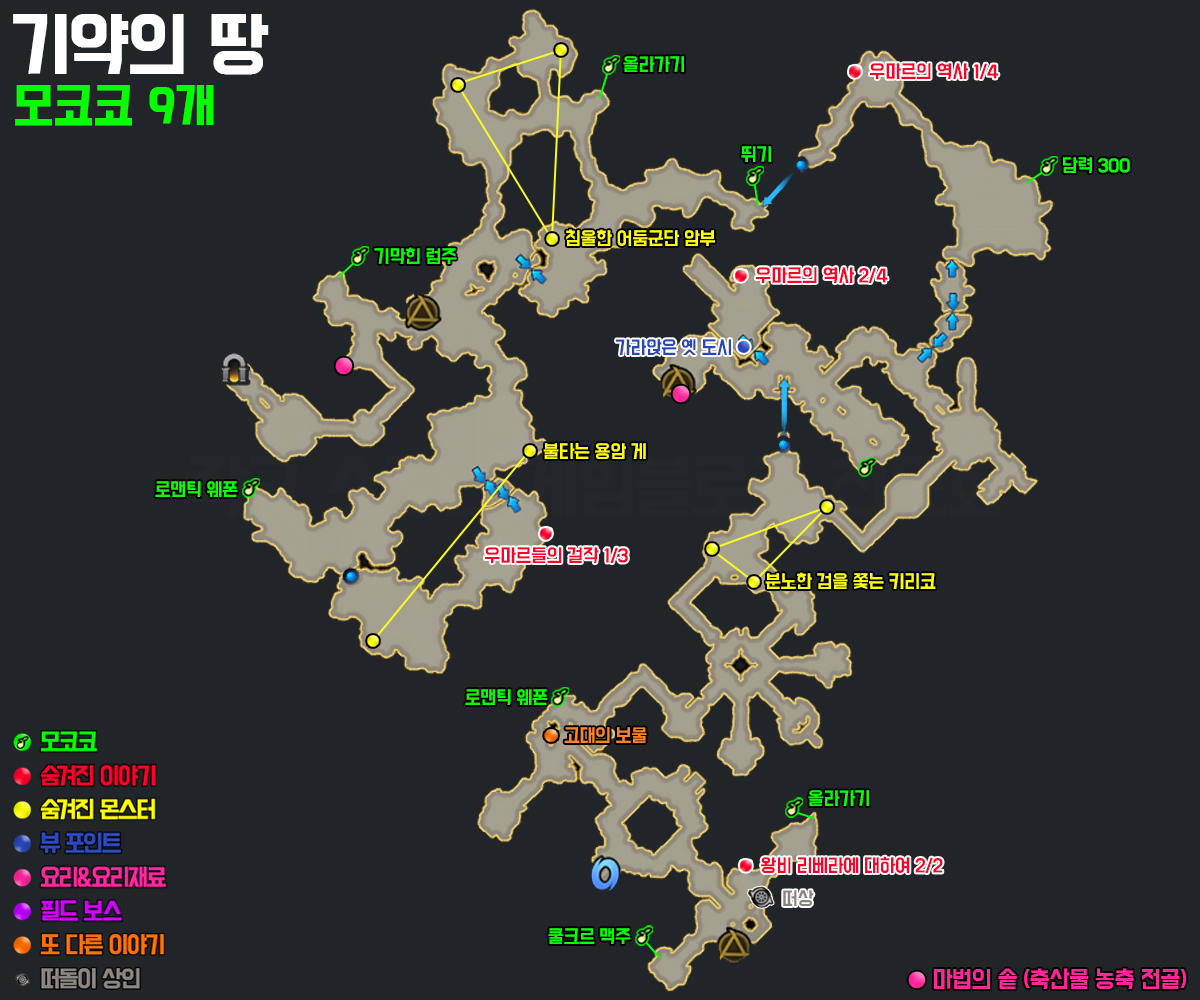 기약의 땅
모코코 9개
올라가기
우마르의 역사 1/4
뛰기
담력 300
침울한 어둠군단 암부
기막힌 럼주
우마르의 역사 2/4
가라앉은 옛 도시
불타는 용암 게
로맨틱 웨폰
우마르들의 걸작 1/3
분노한 검을 쫓는 키리코
로맨틱 웨폰
고대의 보물
올라가기
왕비 리베라에 대하여 2/2
떠상
쿨크르 맥주
모코코
숨겨진 이야기
숨겨진 몬스터
뷰 포인트
요리&요리재료
필드 보스
또 다른 이야기
떠돌이 상인
마법의 솥 (축산물 농축 전골)